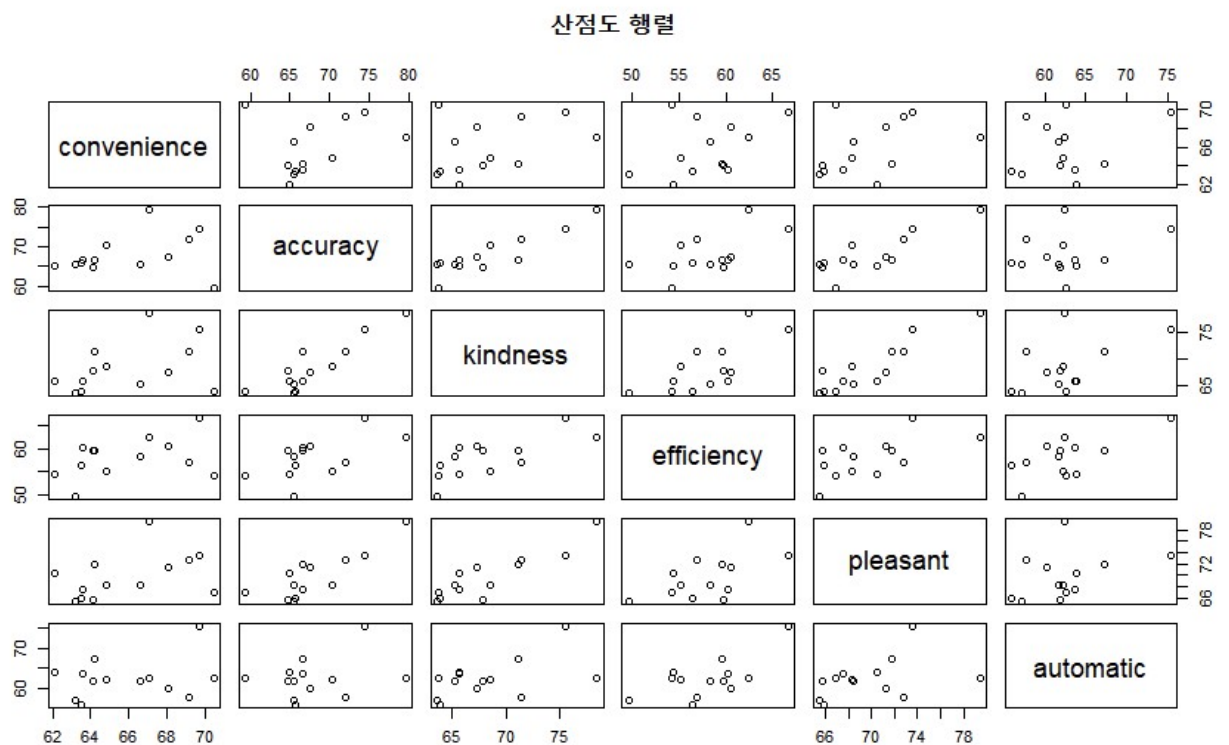 산점도 행렬
60 65 70 75 80
50 55 60 65
60 65 70 75
convenience
62 66 70
60 70 80
accuracy
kindness
65 75
50 60
efficiency
pleasant
66 72 78
60 70
automatic
62 64 66 68 70
65 70 75
66 70 74 78